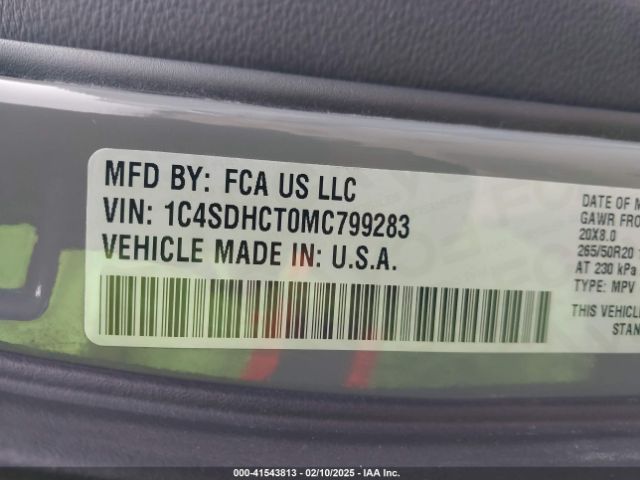 MFD BY: FCA US LLC
VIN: 1C4SDHCT0MC799283
VEHICLE MADE IN: U.S.A.
DATE OF M
GAWR FRO
20X8.0
265/50R20 1
AT 230 kPa
TYPE: MPV
THIS VEHICL
STAN
000-41543813 - 02/10/2025 - IAA Inc.